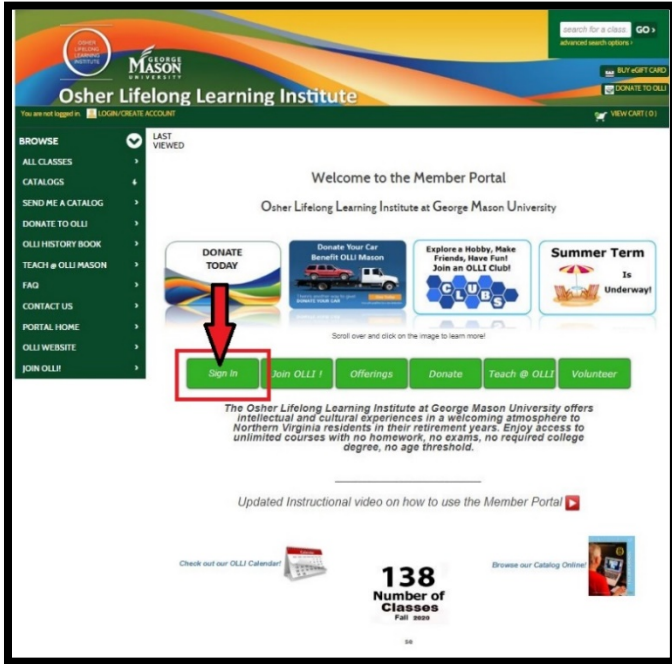 OSHER
LIFELONG
LEARNING
INSTITUTE
GEORGE
MASON
UNIVERSITY
Osher Lifelong Learning Institute
search for a class GO ›
advanced search options ›
BUY eGIFT CARD
DONATE TO OLLI
You are not logged in. LOGIN/CREATE ACCOUNT
VIEW CART ( 0 )
BROWSE
ALL CLASSES
CATALOGS
SEND ME A CATALOG
DONATE TO OLLI
OLLI HISTORY BOOK
TEACH @ OLLI MASON
FAQ
CONTACT US
PORTAL HOME
OLLI WEBSITE
JOIN OLLI!
LAST
VIEWED
Welcome to the Member Portal
Osher Lifelong Learning Institute at George Mason University
DONATE
TODAY
Donate Your Car
Benefit OLLI Mason
DONATE YOUR CAR
Explore a Hobby, Make
Friends, Have Fun!
Join an OLLI Club!
CLUBS
Summer Term
Is
Underway!
Scroll over and click on the image to learn more!
Sign In
Join OLLI !
Offerings
Donate
Teach @ OLLI
Volunteer
The Osher Lifelong Learning Institute at George Mason University offers
intellectual and cultural experiences in a welcoming atmosphere to
Northern Virginia residents in their retirement years. Enjoy access to
unlimited courses with no homework, no exams, no required college
degree, no age threshold.
Updated Instructional video on how to use the Member Portal
Check out our OLLI Calendar!
138
Number of
Classes
Fall 2020
Browse our Catalog Online!